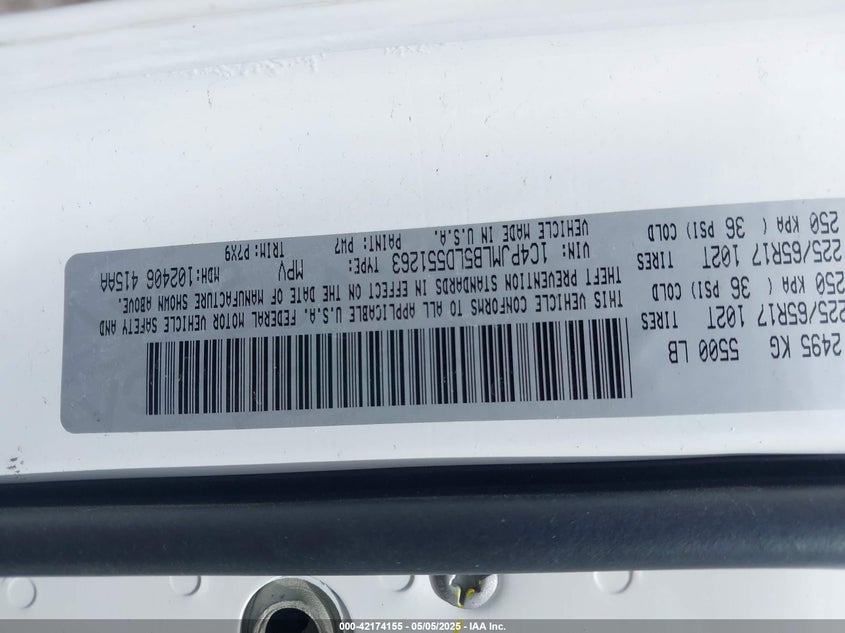 2495 KG 5500 LB
225/65R17 102T TIRES
250 KPA ( 36 PSI) COLD
225/65R17 102T TIRES
250 KPA ( 36 PSI) COLD
THIS VEHICLE CONFORMS TO ALL APPLICABLE U.S.A. FEDERAL MOTOR VEHICLE SAFETY AND
THEFT PREVENTION STANDARDS IN EFFECT ON THE DATE OF MANUFACTURE SHOWN ABOVE.
VIN: 1C4PJMLB5LD551263 TYPE: MPV MDH:102406 415AA
VEHICLE MADE IN U.S.A. PAINT: PW7 TRIM:P7X9
000-42174155 - 05/05/2025 - IAA Inc.